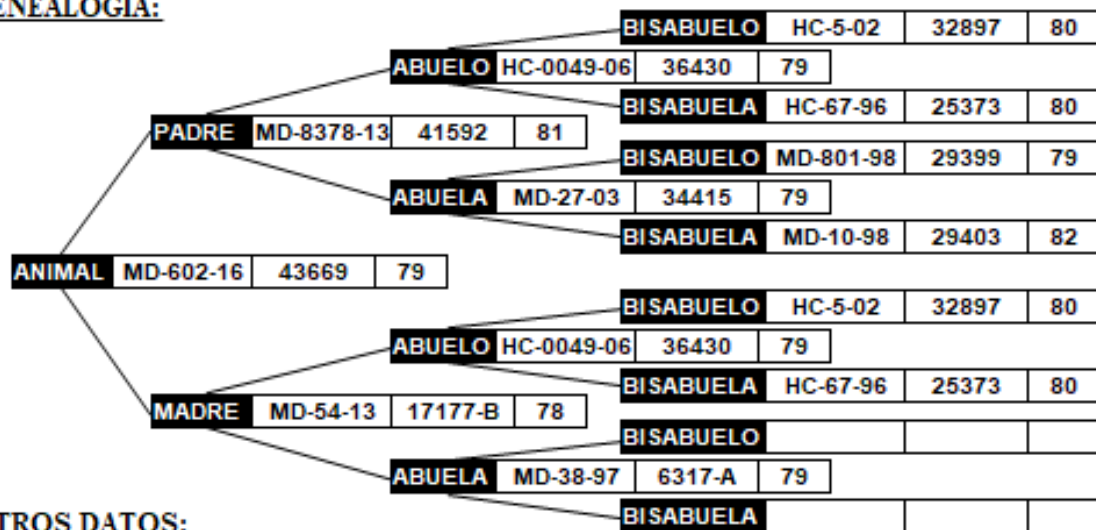 ENEALOGÍA:
BISABUELO HC-5-02 32897 80
ABUELO HC-0049-06 36430 79
BISABUELA HC-67-96 25373 80
PADRE MD-8378-13 41592 81
BISABUELO MD-801-98 29399 79
ABUELA MD-27-03 34415 79
BISABUELA MD-10-98 29403 82
ANIMAL MD-602-16 43669 79
BISABUELO HC-5-02 32897 80
ABUELO HC-0049-06 36430 79
BISABUELA HC-67-96 25373 80
MADRE MD-54-13 17177-B 78
BISABUELO
ABUELA MD-38-97 6317-A 79
BISABUELA
TROS DATOS: